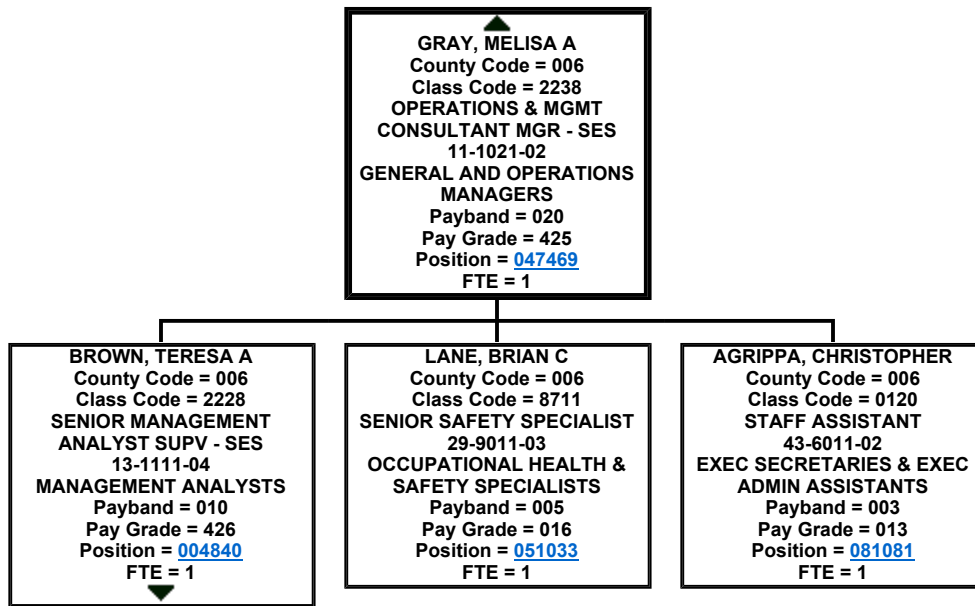 GRAY, MELISA A
County Code = 006
Class Code = 2238
OPERATIONS & MGMT
CONSULTANT MGR - SES
11-1021-02
GENERAL AND OPERATIONS
MANAGERS
Payband = 020
Pay Grade = 425
Position = 047469
FTE = 1
BROWN, TERESA A
County Code = 006
Class Code = 2228
SENIOR MANAGEMENT
ANALYST SUPV - SES
13-1111-04
MANAGEMENT ANALYSTS
Payband = 010
Pay Grade = 426
Position = 004840
FTE = 1
LANE, BRIAN C
County Code = 006
Class Code = 8711
SENIOR SAFETY SPECIALIST
29-9011-03
OCCUPATIONAL HEALTH &
SAFETY SPECIALISTS
Payband = 005
Pay Grade = 016
Position = 051033
FTE = 1
AGRIPPA, CHRISTOPHER
County Code = 006
Class Code = 0120
STAFF ASSISTANT
43-6011-02
EXEC SECRETARIES & EXEC
ADMIN ASSISTANTS
Payband = 003
Pay Grade = 013
Position = 081081
FTE = 1